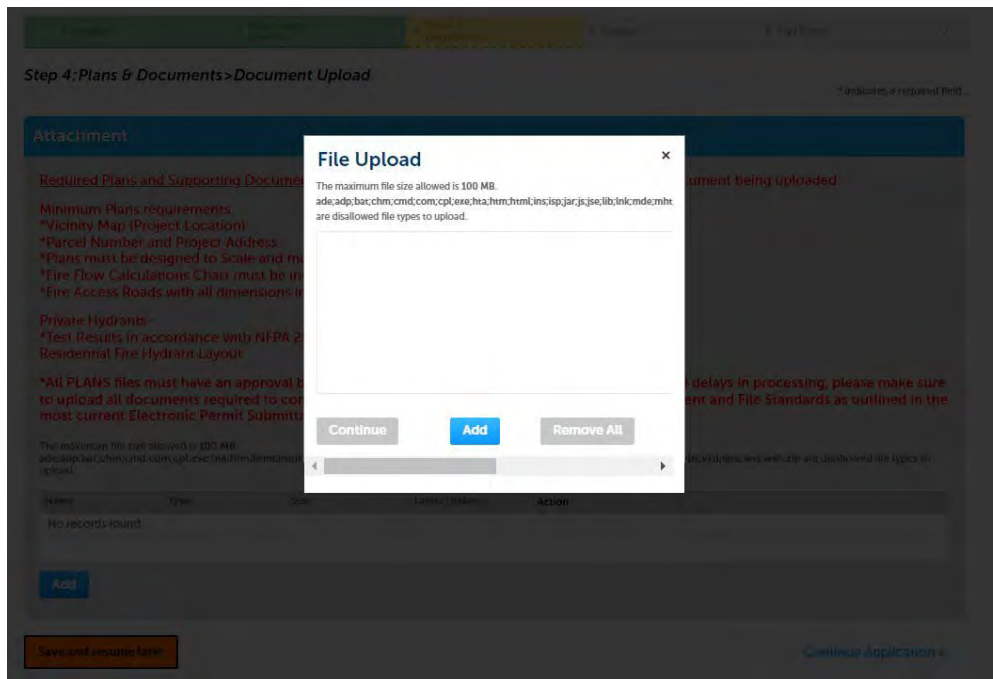 Step 4:Plans & Documents>Document Upload
* indicates a required field.
Attachment
Required Plans and Supporting Docume
ument being uploaded
Minimum Plans requirements
*Vicinity Map (Project Location)
*Parcel Number and Project Address
*Plans must be designed to Scale and mu
*Fire Flow Calculations Chart must be in
*Fire Access Roads with all dimensions in
Private Hydrants-
*Test Results in accordance with NFPA 2
Residential Fire Hydrant Layout
*All PLANS files must have an approval b
delays in processing, please make sure
to upload all documents required to con
ent and File Standards as outlined in the
most current Electronic Permit Submitta
The maximum file size allowed is 100 MB.
are disallowed file types to
upload.
Name Type Size Latest Update Action
No records found.
Add
Save and resume later
Continue Application »
File Upload
×
The maximum file size allowed is 100 MB.
ade;adp;bat;chm;cmd;com;cpl;exe;hta;htm;html;ins;isp;jar;js;jse;lib;lnk;mde;mht
are disallowed file types to upload.
Continue
Add
Remove All